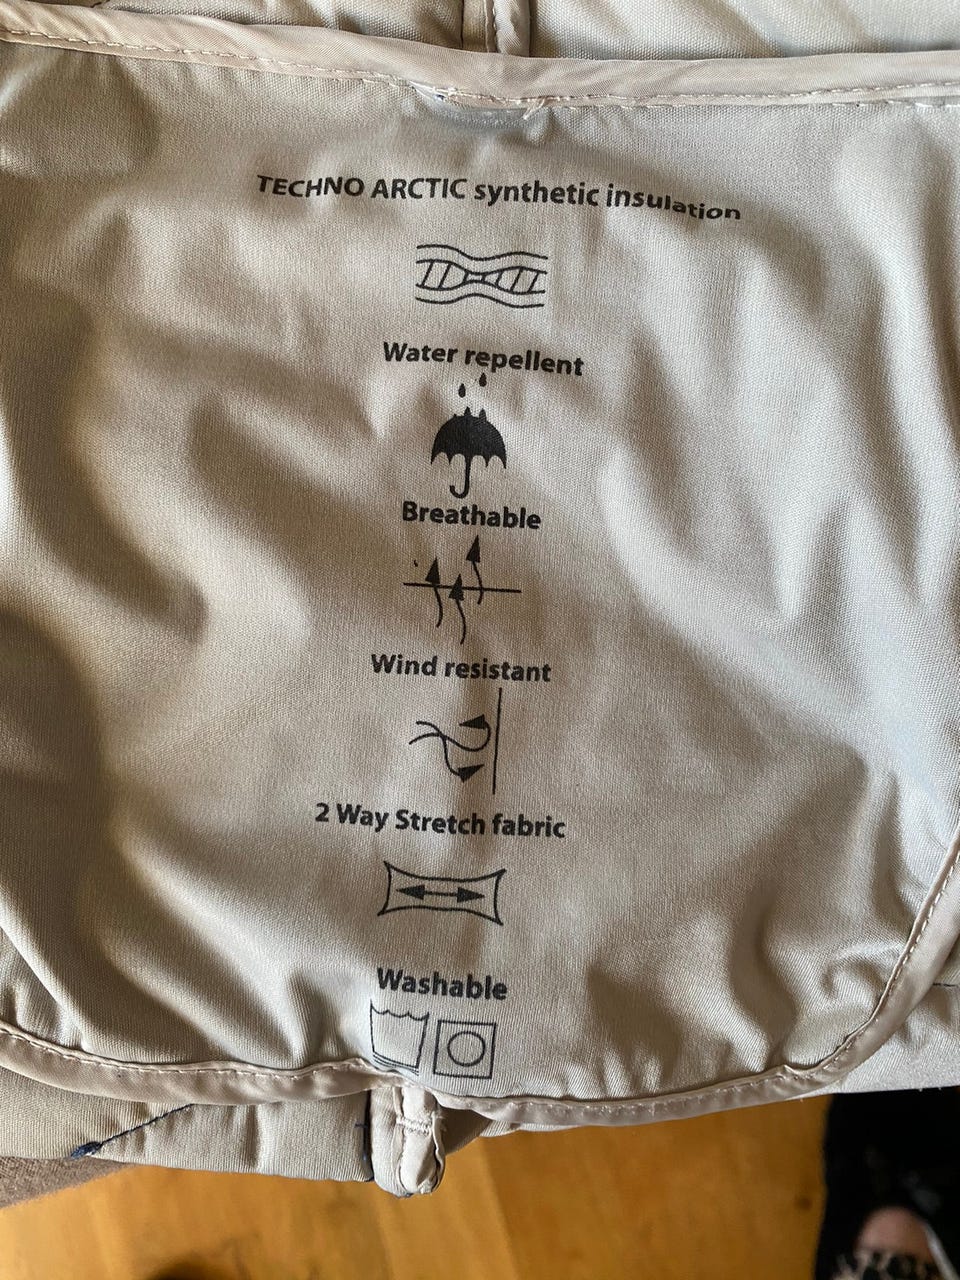 TECHNO ARCTIC synthetic insulation
Water repellent
Breathable
Wind resistant
2 Way Stretch fabric
Washable